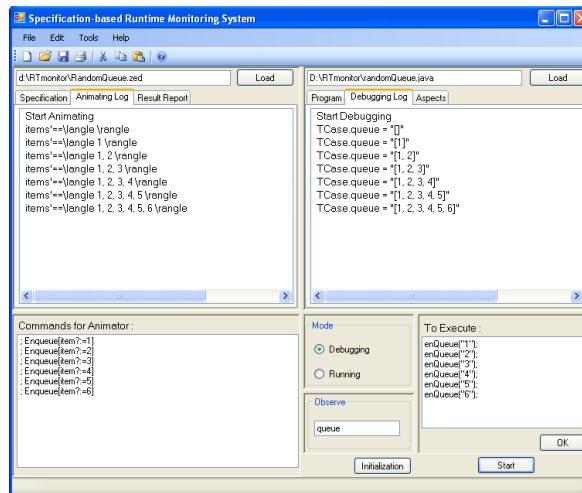 Specification-based Runtime Monitoring System
File Edit Tools Help
d:\RTmonitor\RandomQueue.zed Load
Specification Animating Log Result Report
Start Animating
items'==\langle \rangle
items'==\langle 1 \rangle
items'==\langle 1, 2 \rangle
items'==\langle 1, 2, 3 \rangle
items'==\langle 1, 2, 3, 4 \rangle
items'==\langle 1, 2, 3, 4, 5 \rangle
items'==\langle 1, 2, 3, 4, 5, 6 \rangle
D:\RTmonitor\randomQueue.java Load
Program Debugging Log Aspects
Start Debugging
TCase.queue = "[]"
TCase.queue = "[1]"
TCase.queue = "[1, 2]"
TCase.queue = "[1, 2, 3]"
TCase.queue = "[1, 2, 3, 4]"
TCase.queue = "[1, 2, 3, 4, 5]"
TCase.queue = "[1, 2, 3, 4, 5, 6]"
Commands for Animator :
; Enqueue[item?:=1]
; Enqueue[item?:=2]
; Enqueue[item?:=3]
; Enqueue[item?:=4]
; Enqueue[item?:=5]
; Enqueue[item?:=6]
Mode
Debugging
Running
Observe
queue
To Execute :
enQueue("1");
enQueue("2");
enQueue("3");
enQueue("4");
enQueue("5");
enQueue("6");
OK
Initialization Start